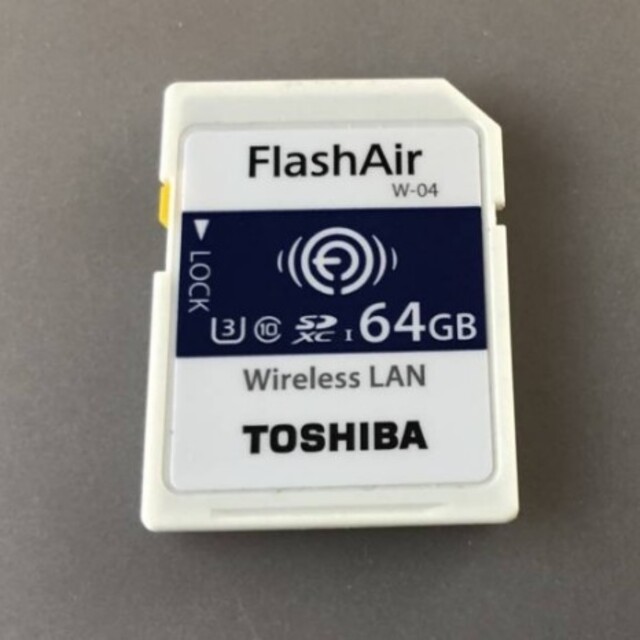 FlashAir
W-04
LOCK
3 10 SDXC I 64GB
Wireless LAN
TOSHIBA